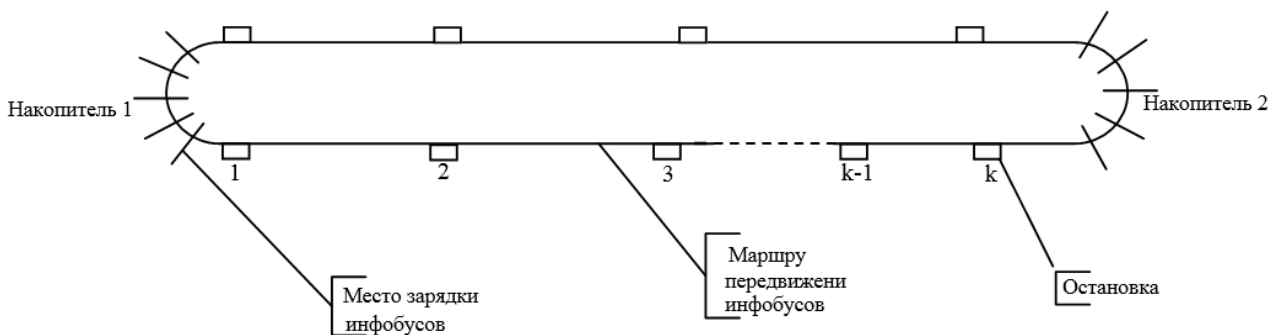 Накопитель 1
Накопитель 2
1
2
3
k-1
k
Место зарядки
инфобусов
Маршру
передвижени
инфобусов
Остановка